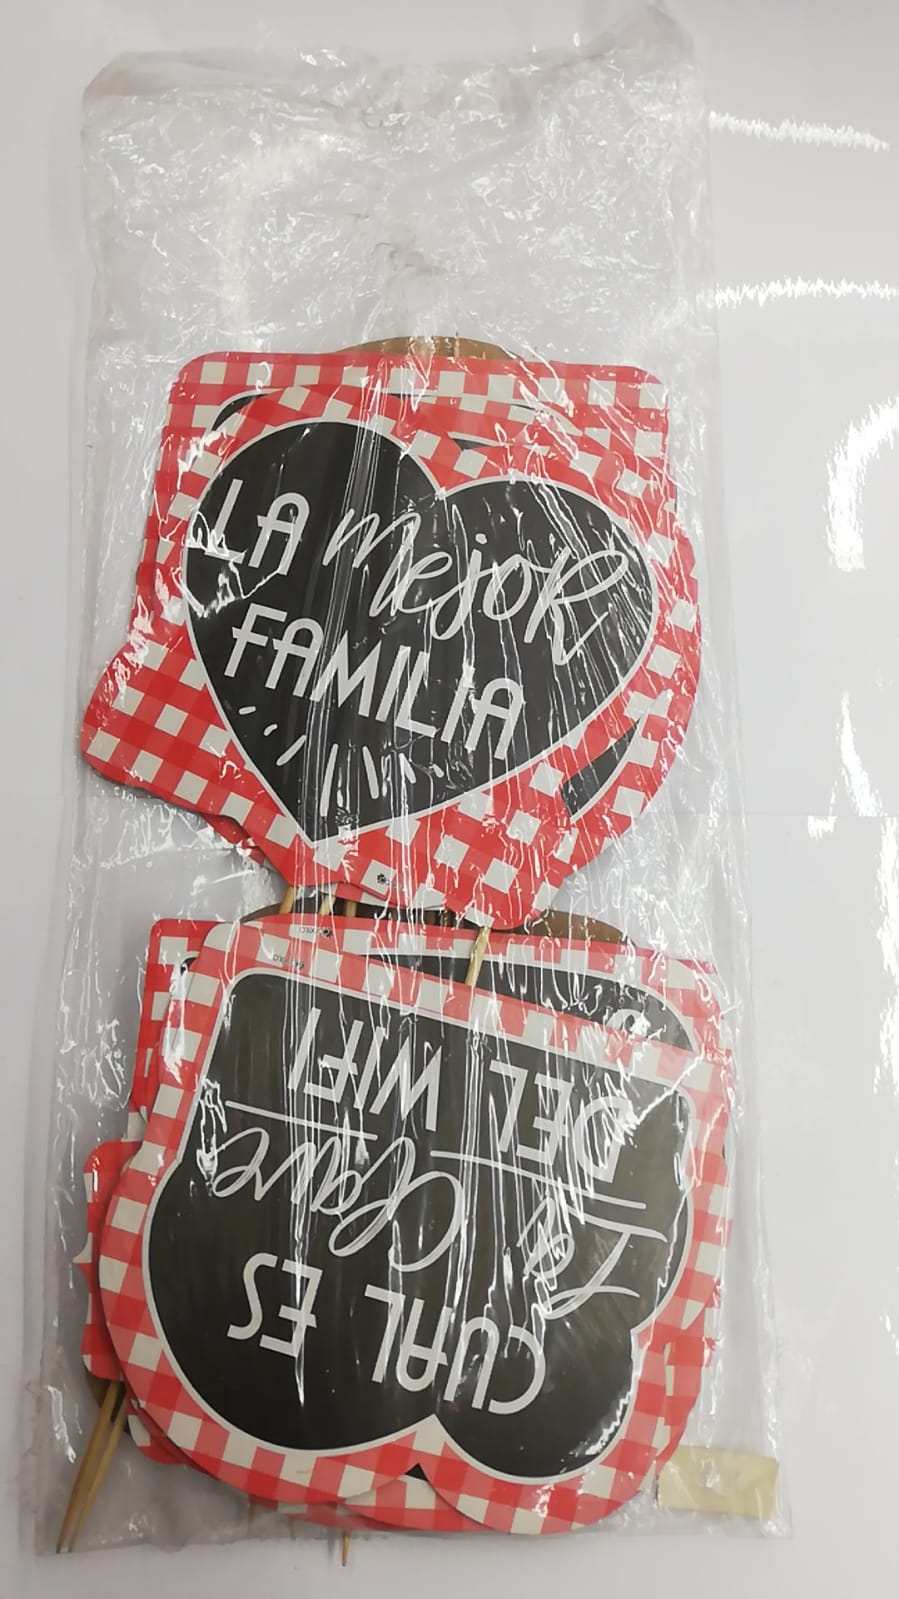 LA mejoR
FAMILIA
CUAL ES
la Clave
DEL WIFI